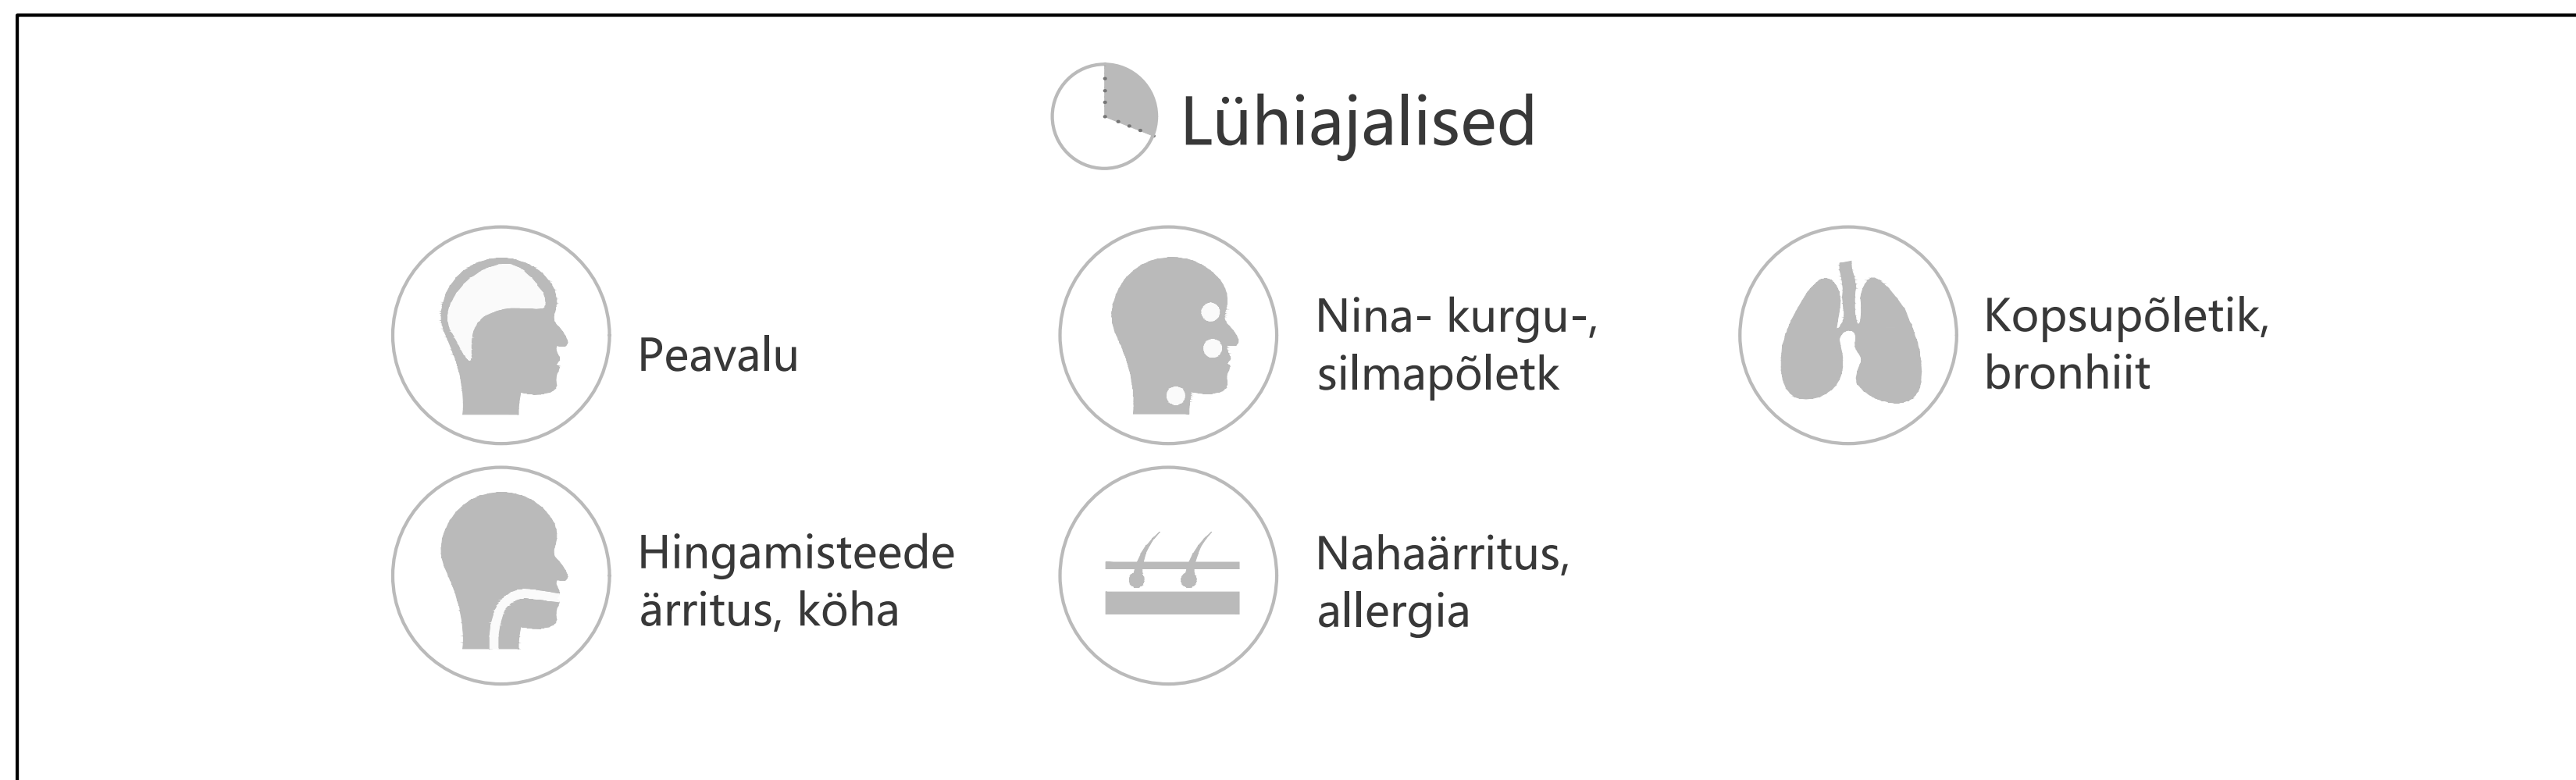 Lühiajalised
Peavalu
Nina- kurgu-,
silmapõletk
Kopsupõletik,
bronhiit
Hingamisteede
ärritus, köha
Nahaärritus,
allergia